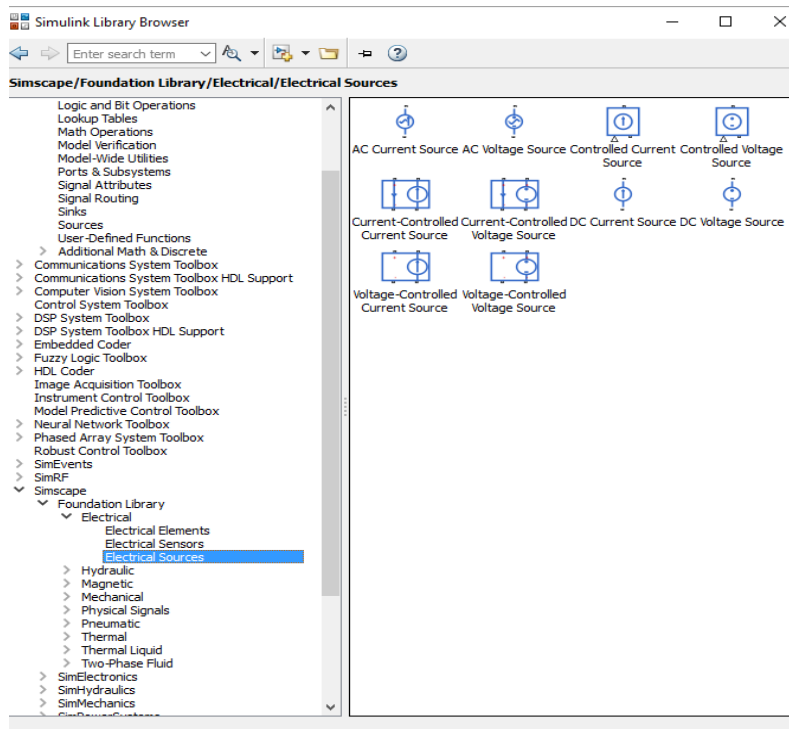 Simulink Library Browser
Enter search term
Simscape/Foundation Library/Electrical/Electrical Sources
Logic and Bit Operations
Lookup Tables
Math Operations
Model Verification
Model-Wide Utilities
Ports & Subsystems
Signal Attributes
Signal Routing
Sinks
Sources
User-Defined Functions
Additional Math & Discrete
Communications System Toolbox
Communications System Toolbox HDL Support
Computer Vision System Toolbox
Control System Toolbox
DSP System Toolbox
DSP System Toolbox HDL Support
Embedded Coder
Fuzzy Logic Toolbox
HDL Coder
Image Acquisition Toolbox
Instrument Control Toolbox
Model Predictive Control Toolbox
Neural Network Toolbox
Phased Array System Toolbox
Robust Control Toolbox
SimEvents
SimRF
Simscape
Foundation Library
Electrical
Electrical Elements
Electrical Sensors
Electrical Sources
Hydraulic
Magnetic
Mechanical
Physical Signals
Pneumatic
Thermal
Thermal Liquid
Two-Phase Fluid
SimElectronics
SimHydraulics
SimMechanics
SimPowerSystems
AC Current Source AC Voltage Source Controlled Current Controlled Voltage
Source Source
Current-Controlled Current-Controlled DC Current Source DC Voltage Source
Current Source Voltage Source
Voltage-Controlled Voltage-Controlled
Current Source Voltage Source